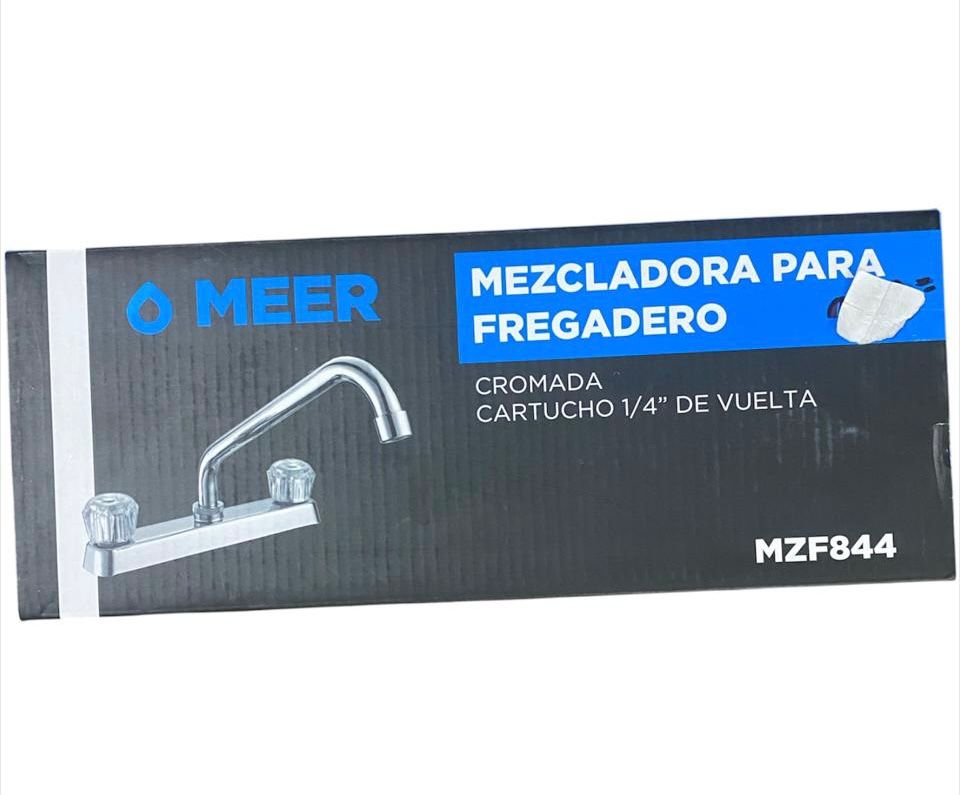 MEER
MEZCLADORA PARA
FREGADERO
CROMADA
CARTUCHO 1/4” DE VUELTA
MZF844